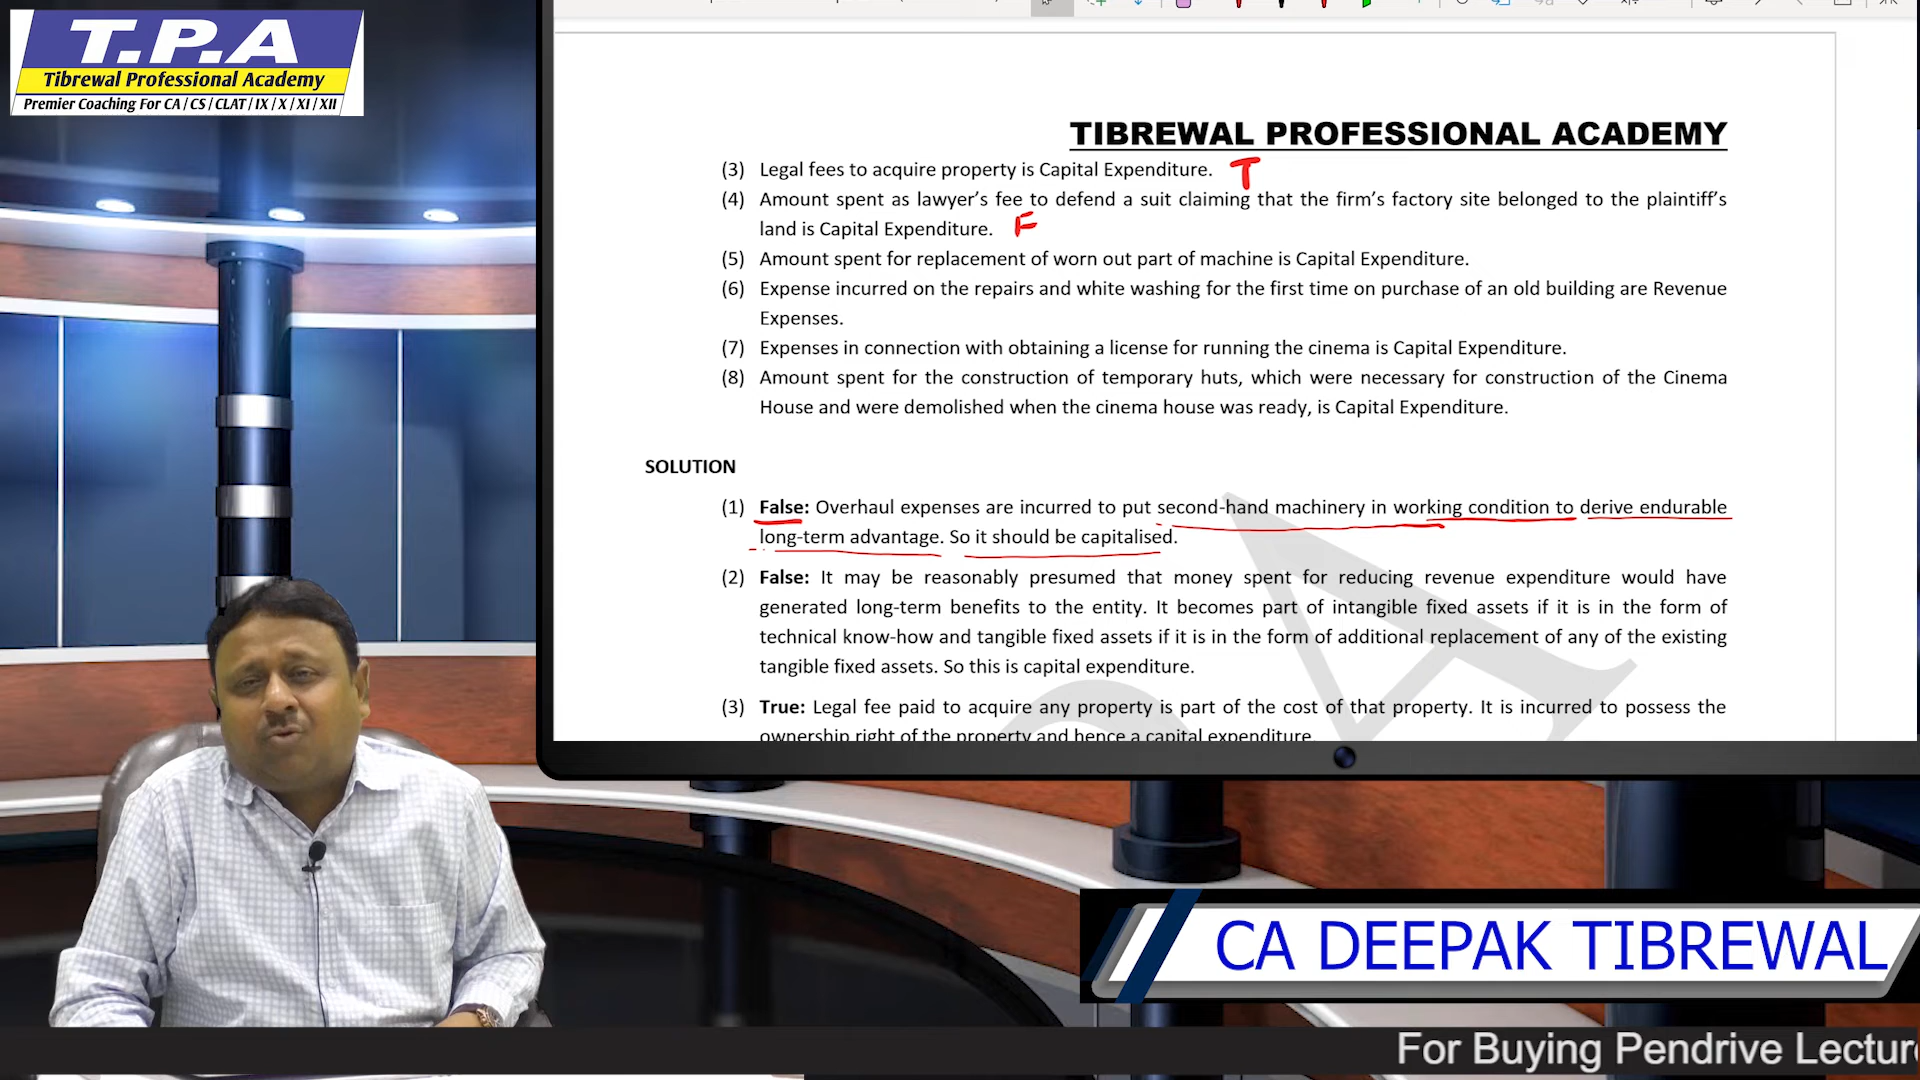 T.P.A
Tibrewal Professional Academy
Premier Coaching For CA / CS / CLAT / IX / X / XI / XII
TIBREWAL PROFESSIONAL ACADEMY
(3) Legal fees to acquire property is Capital Expenditure. T
(4) Amount spent as lawyer's fee to defend a suit claiming that the firm's factory site belonged to the plaintiff's
land is Capital Expenditure. F
(5) Amount spent for replacement of worn out part of machine is Capital Expenditure.
(6) Expense incurred on the repairs and white washing for the first time on purchase of an old building are Revenue
Expenses.
(7) Expenses in connection with obtaining a license for running the cinema is Capital Expenditure.
(8) Amount spent for the construction of temporary huts, which were necessary for construction of the Cinema
House and were demolished when the cinema house was ready, is Capital Expenditure.
SOLUTION
(1) False: Overhaul expenses are incurred to put second-hand machinery in working condition to derive endurable
long-term advantage. So it should be capitalised.
(2) False: It may be reasonably presumed that money spent for reducing revenue expenditure would have
generated long-term benefits to the entity. It becomes part of intangible fixed assets if it is in the form of
technical know-how and tangible fixed assets if it is in the form of additional replacement of any of the existing
tangible fixed assets. So this is capital expenditure.
(3) True: Legal fee paid to acquire any property is part of the cost of that property. It is incurred to possess the
ownership right of the property and hence a capital expenditure.
CA DEEPAK TIBREWAL
For Buying Pendrive Lectur